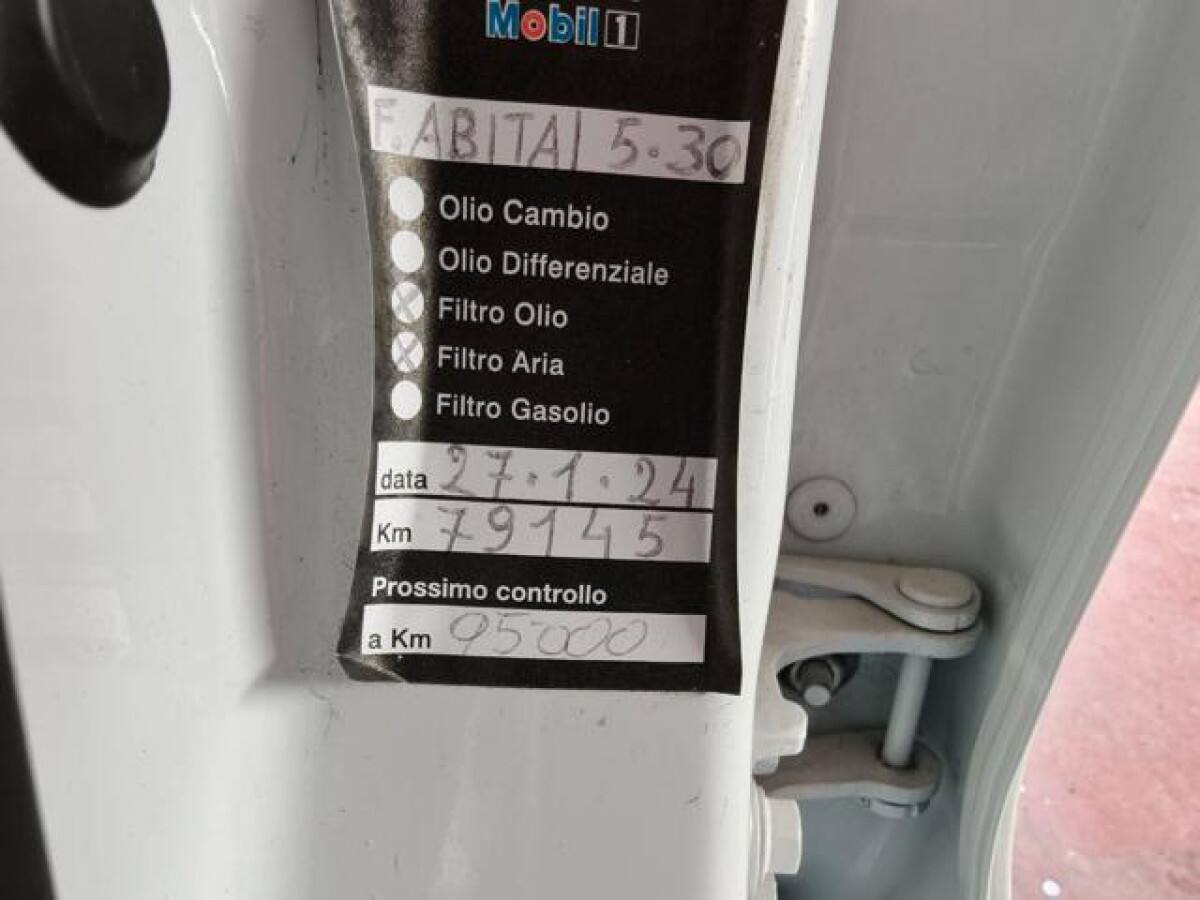 Mobil 1
F. ABITAI 5.30
Olio Cambio
Olio Differenziale
Filtro Olio
Filtro Aria
Filtro Gasolio
data 27.1.24
Km 79145
Prossimo controllo
a Km 95000